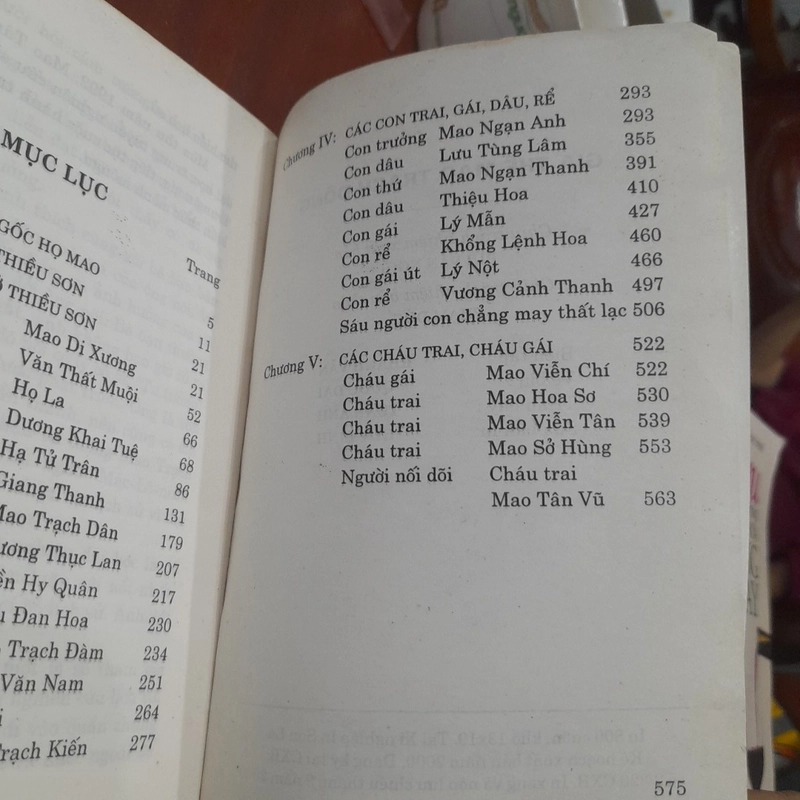 MỤC LỤC
Trang
GỐC HỌ MAO 5
THIỀU SƠN 11
Ở THIỀU SƠN 21
Mao Di Xương 21
Văn Thất Muội 52
Họ La 66
Dương Khai Tuệ 68
Hạ Tử Trân 86
Giang Thanh 131
Mao Trạch Dân 179
ương Thục Lan 207
ền Hy Quân 217
Đan Hoa 230
Trạch Đàm 234
Văn Nam 251
264
Trạch Kiến 277
Chương IV: CÁC CON TRAI, GÁI, DÂU, RỂ 293
Con trưởng Mao Ngạn Anh 293
Con dâu Lưu Tùng Lâm 355
Con thứ Mao Ngạn Thanh 391
Con dâu Thiệu Hoa 410
Con gái Lý Mẫn 427
Con rể Khổng Lệnh Hoa 460
Con gái út Lý Nột 466
Con rể Vương Cảnh Thanh 497
Sáu người con chẳng may thất lạc 506
Chương V: CÁC CHÁU TRAI, CHÁU GÁI 522
Cháu gái Mao Viễn Chí 522
Cháu trai Mao Hoa Sơ 530
Cháu trai Mao Viễn Tân 539
Cháu trai Mao Sở Hùng 553
Người nối dõi Cháu trai
Mao Tân Vũ 563
575